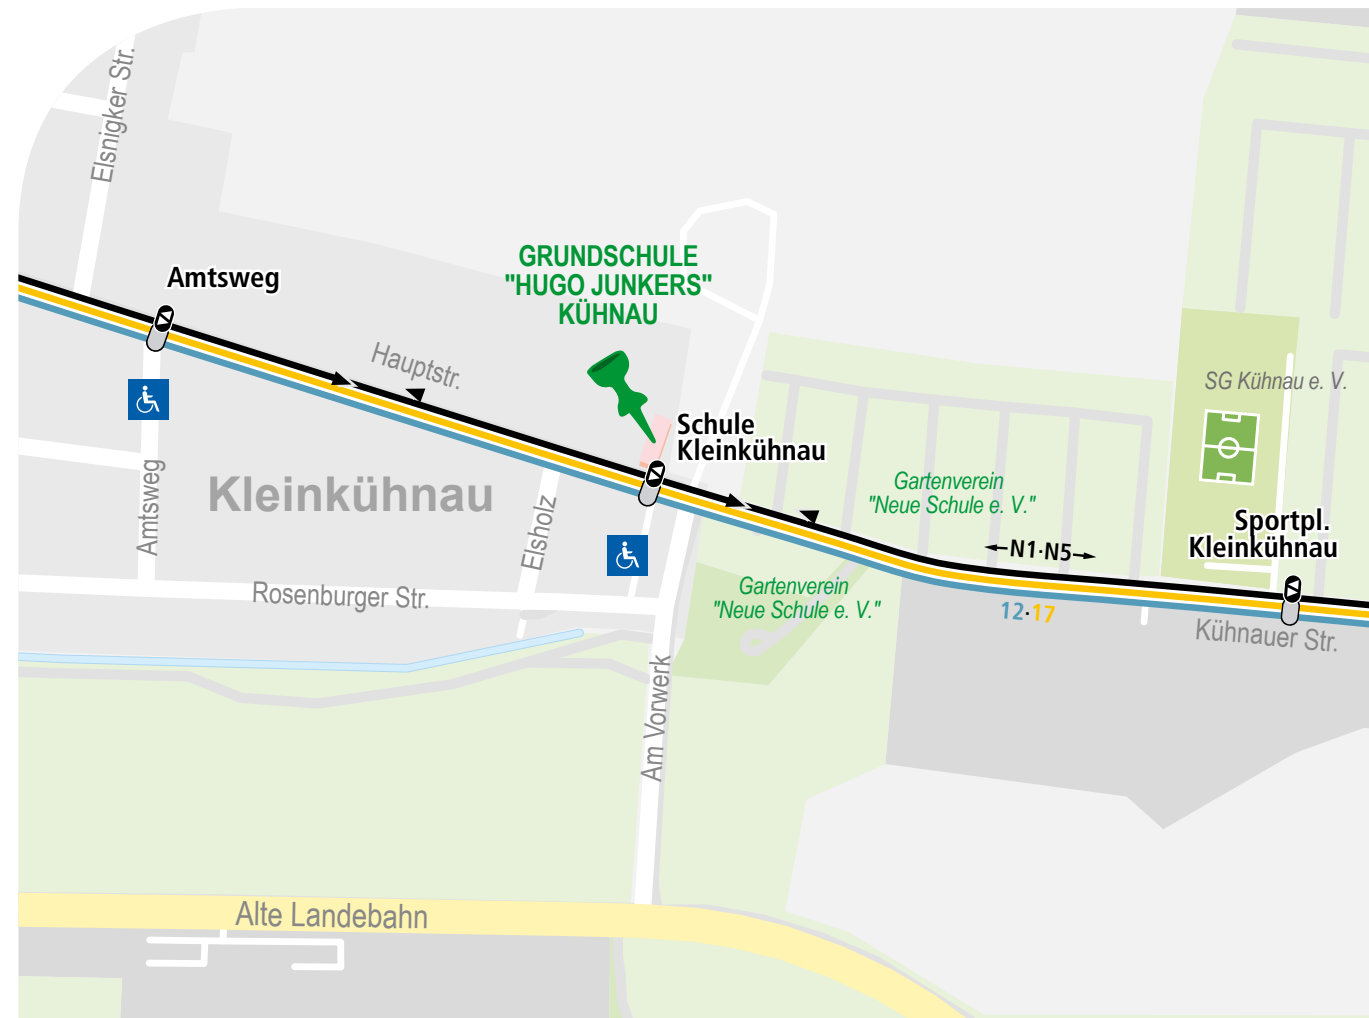 Elsnigker Str.
Amtsweg
GRUNDSCHULE
"HUGO JUNKERS"
KÜHNAU
Hauptstr.
SG Kühnau e. V.
Schule
Kleinkühnau
Kleinkühnau
Amtsweg
Elsholz
Gartenverein
"Neue Schule e. V."
Sportpl.
Kleinkühnau
N1·N5
Rosenburger Str.
Gartenverein
"Neue Schule e. V."
12·17
Kühnauer Str.
Am Vorwerk
Alte Landebahn